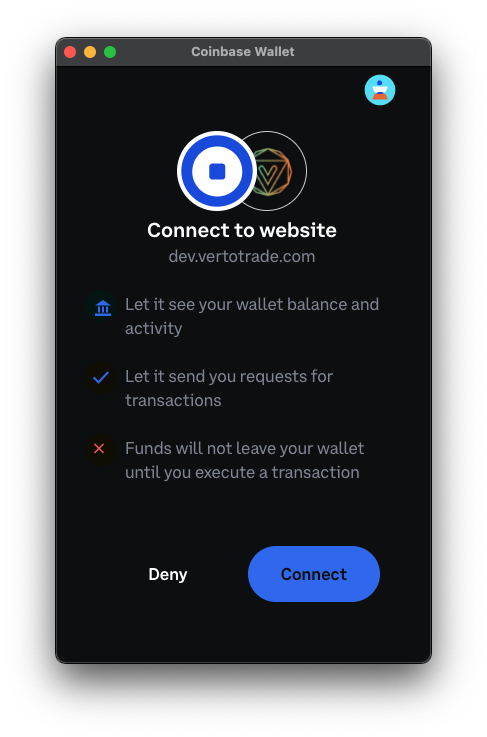 Coinbase Wallet
Connect to website
dev.vertotrade.com
Let it see your wallet balance and
activity
Let it send you requests for
transactions
Funds will not leave your wallet
until you execute a transaction
Deny
Connect